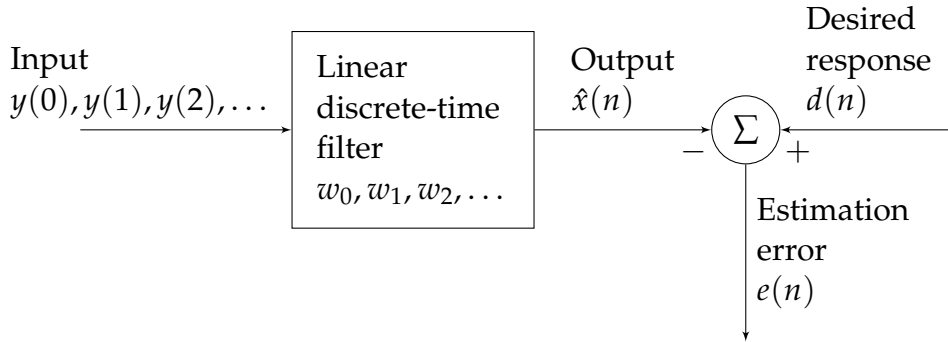 Input
y(0), y(1), y(2), . . .
Linear
discrete-time
filter
w₀, w₁, w₂, . . .
Output
x̂(n)
Σ
−
+
Desired
response
d(n)
Estimation
error
e(n)